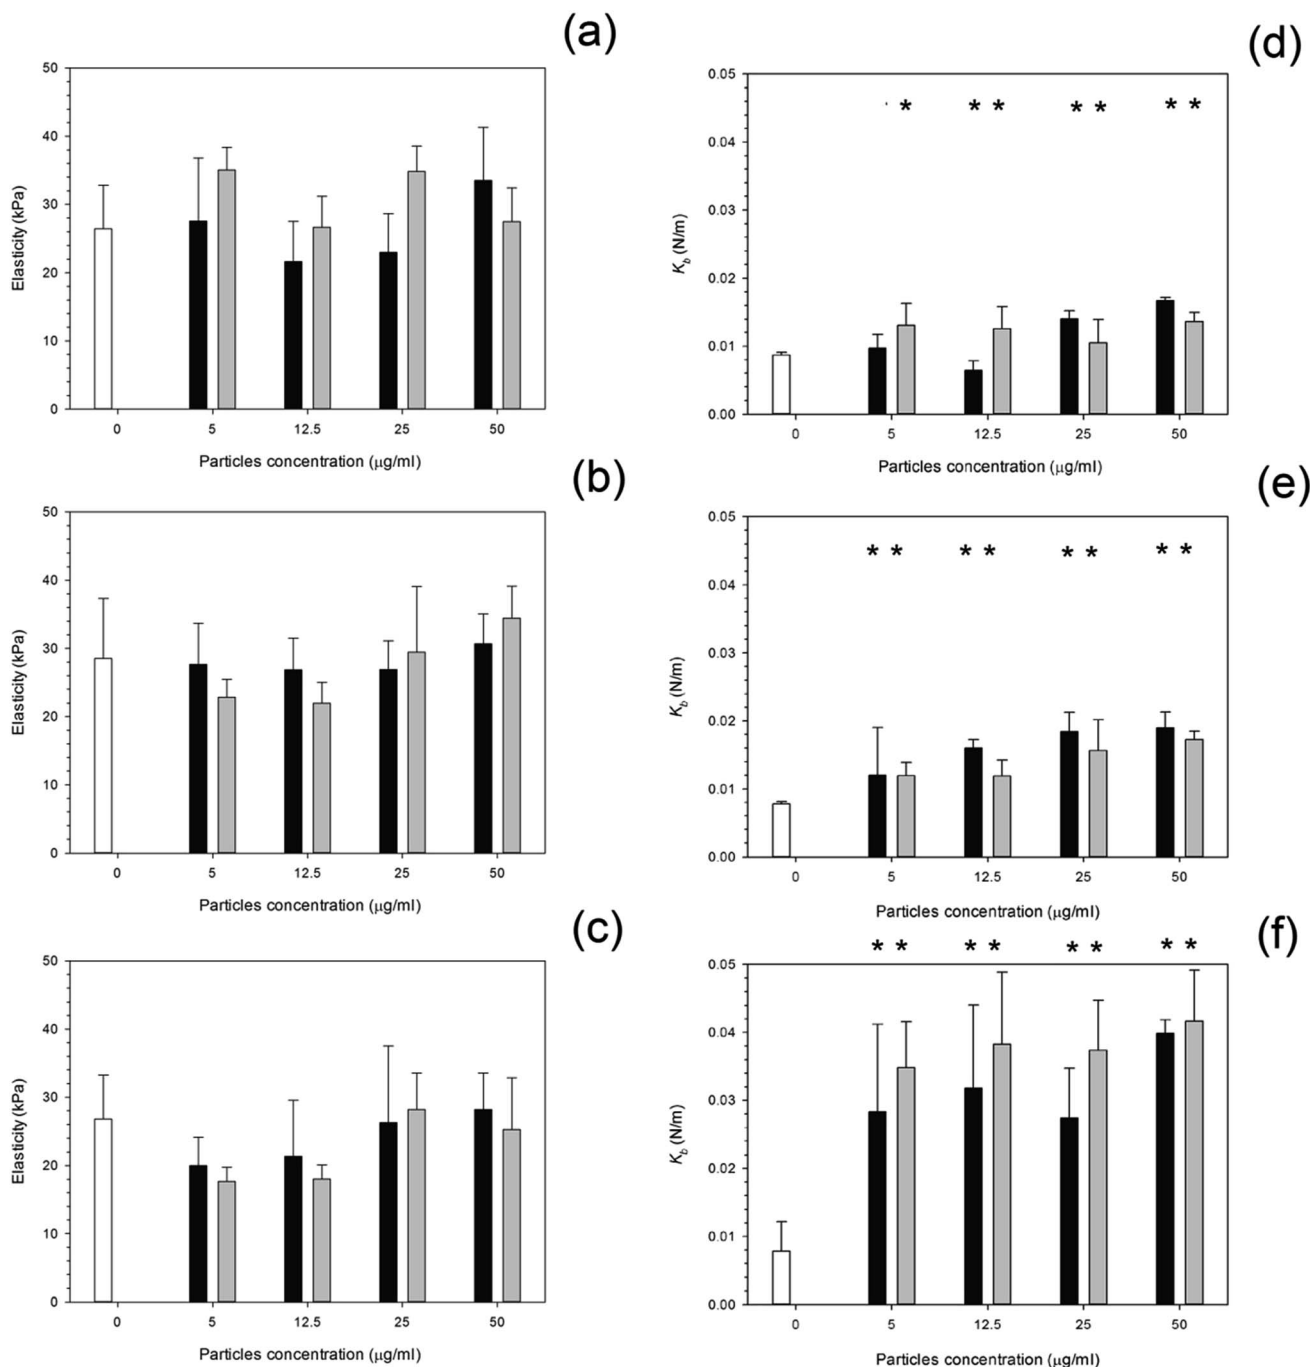 (a)
50
40
30
20
10
0
Elasticity (kPa)
0 5 12.5 25 50
Particles concentration (μg/ml)
(b)
50
40
30
20
10
0
Elasticity (kPa)
0 5 12.5 25 50
Particles concentration (μg/ml)
(c)
50
40
30
20
10
0
Elasticity (kPa)
0 5 12.5 25 50
Particles concentration (μg/ml)
(d)
0.05
* * * * * * *
0.04
0.03
0.02
0.01
0.00
Kb (N/m)
0 5 12.5 25 50
Particles concentration (μg/ml)
(e)
0.05
* * * * * * * *
0.04
0.03
0.02
0.01
0.00
Kb (N/m)
0 5 12.5 25 50
Particles concentration (μg/ml)
(f)
* * * * * * * *
0.05
0.04
0.03
0.02
0.01
0.00
Kb (N/m)
0 5 12.5 25 50
Particles concentration (μg/ml)